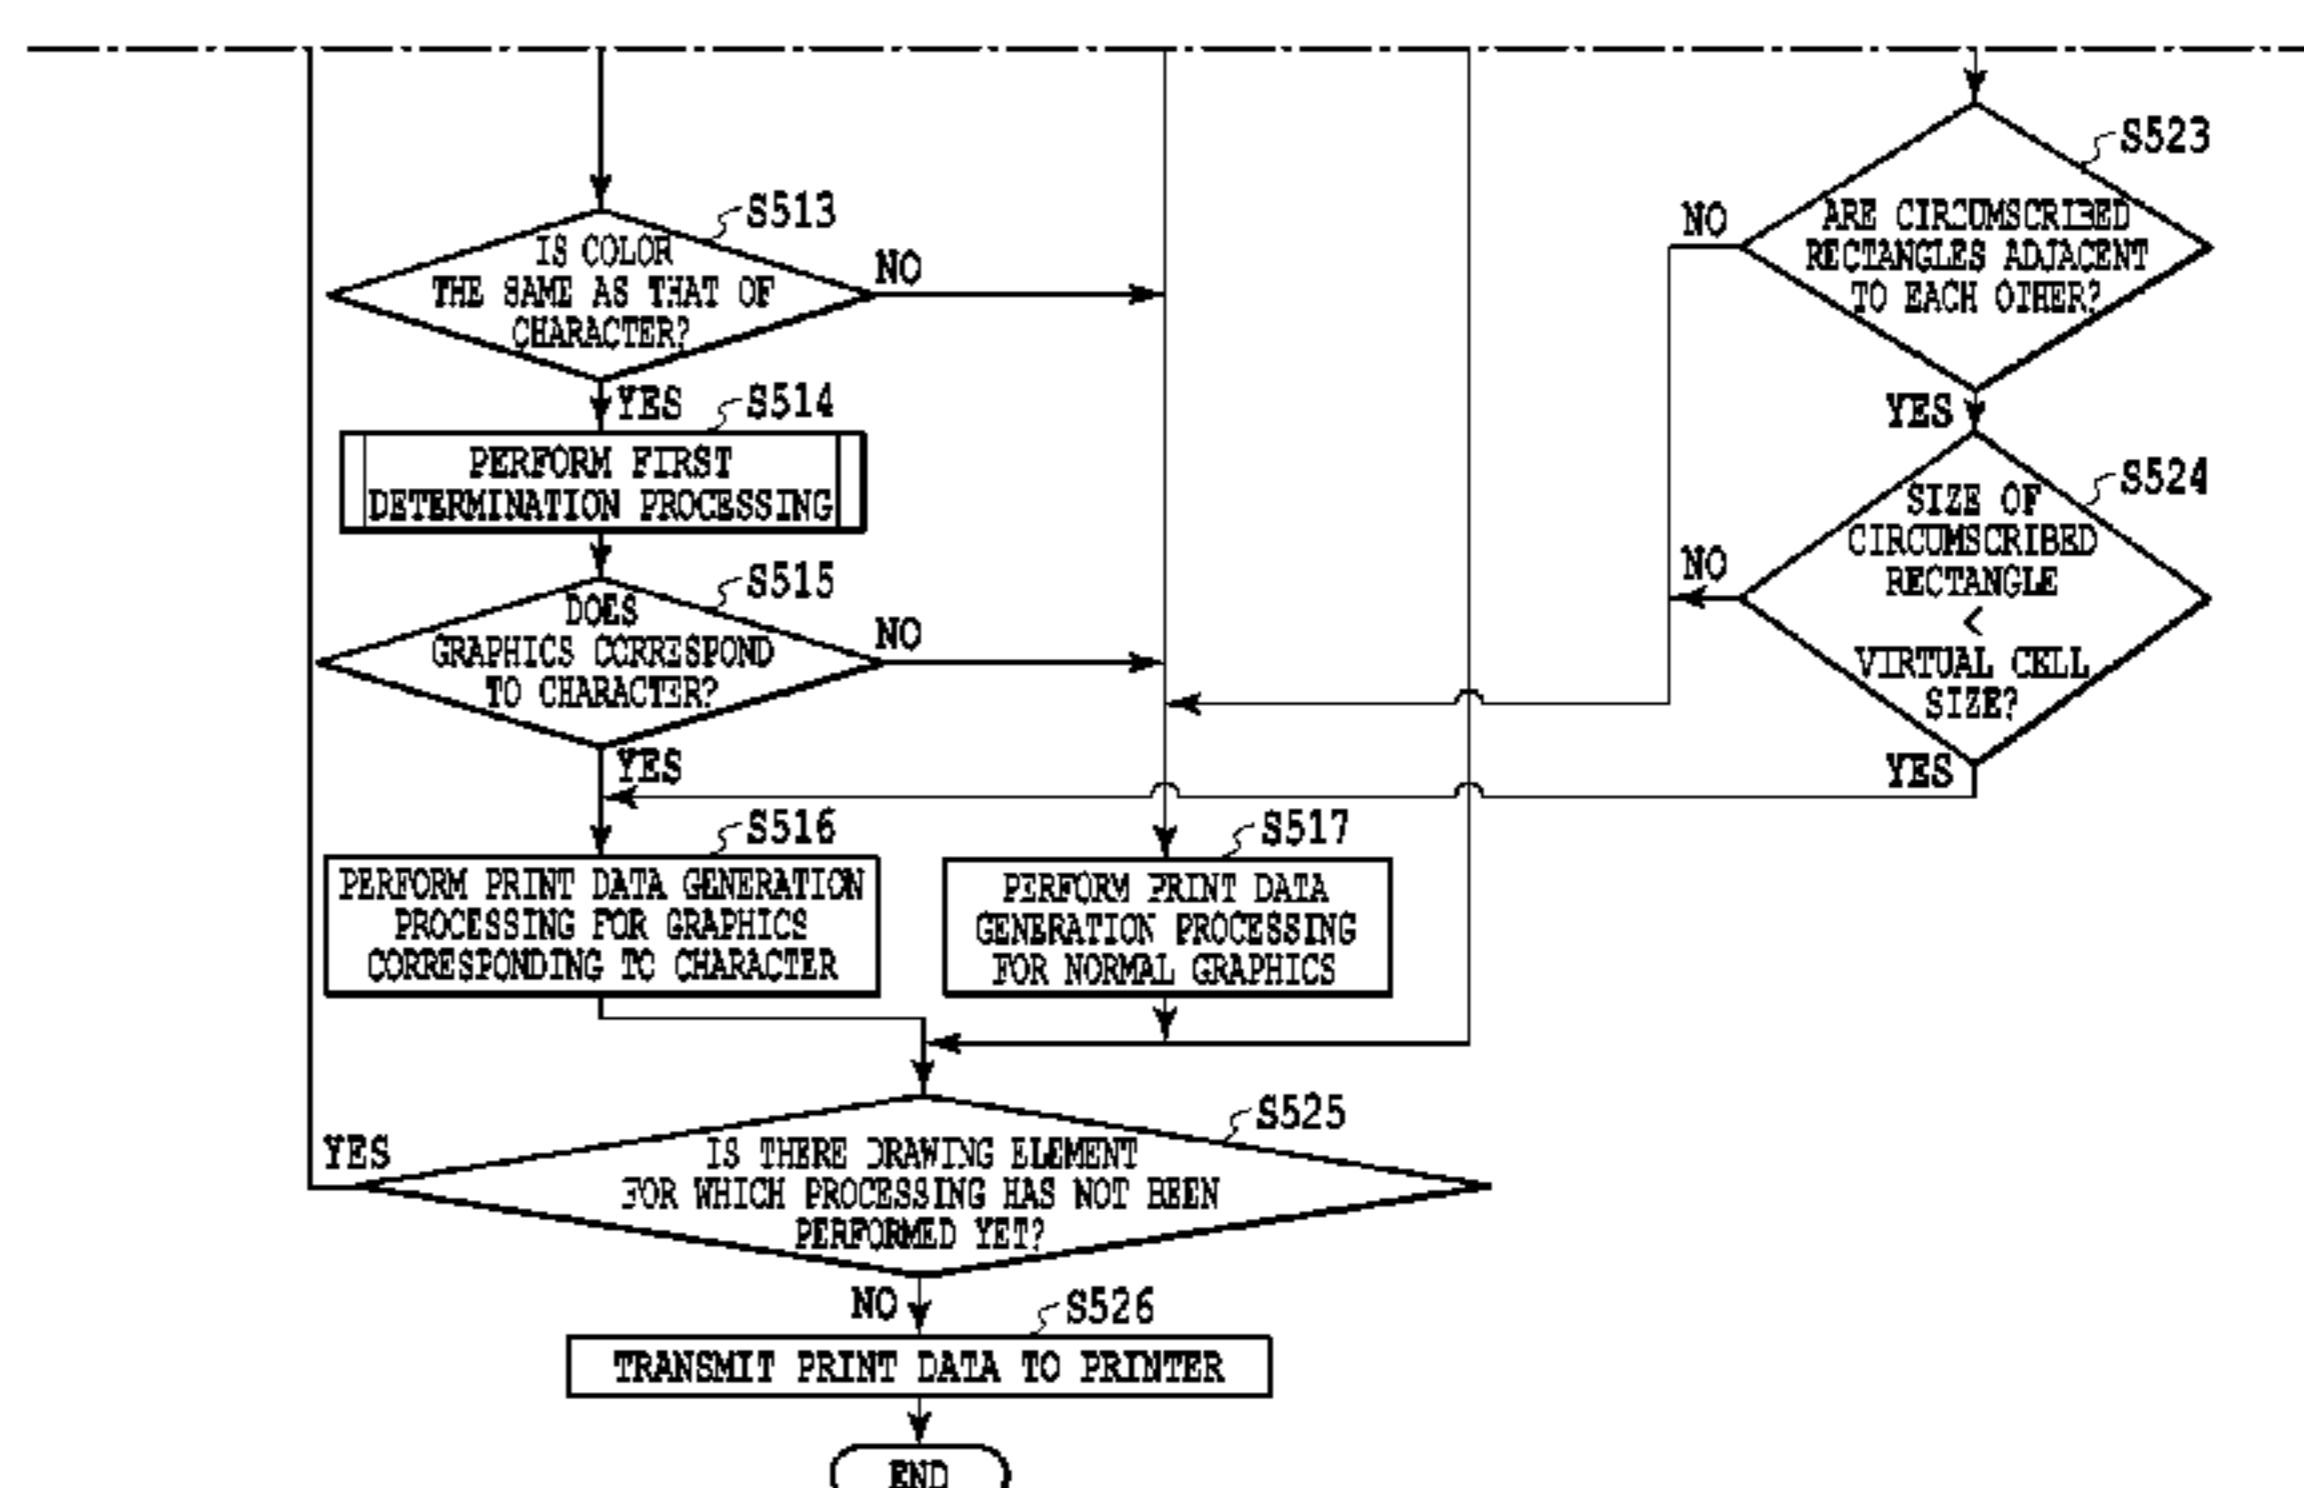 S513
IS COLOR
THE SAME AS THAT OF
CHARACTER?
NO
YES
S514
PERFORM FIRST
DETERMINATION PROCESSING
S515
DOES
GRAPHICS CORRESPOND
TO CHARACTER?
NO
YES
S523
ARE CIRCUMSCRIBED
RECTANGLES ADJACENT
TO EACH OTHER?
NO
YES
S524
SIZE OF
CIRCUMSCRIBED
RECTANGLE
<
VIRTUAL CELL
SIZE?
NO
YES
S516
PERFORM PRINT DATA GENERATION
PROCESSING FOR GRAPHICS
CORRESPONDING TO CHARACTER
S517
PERFORM PRINT DATA
GENERATION PROCESSING
FOR NORMAL GRAPHICS
S525
IS THERE DRAWING ELEMENT
FOR WHICH PROCESSING HAS NOT BEEN
PERFORMED YET?
YES
NO
S526
TRANSMIT PRINT DATA TO PRINTER
END